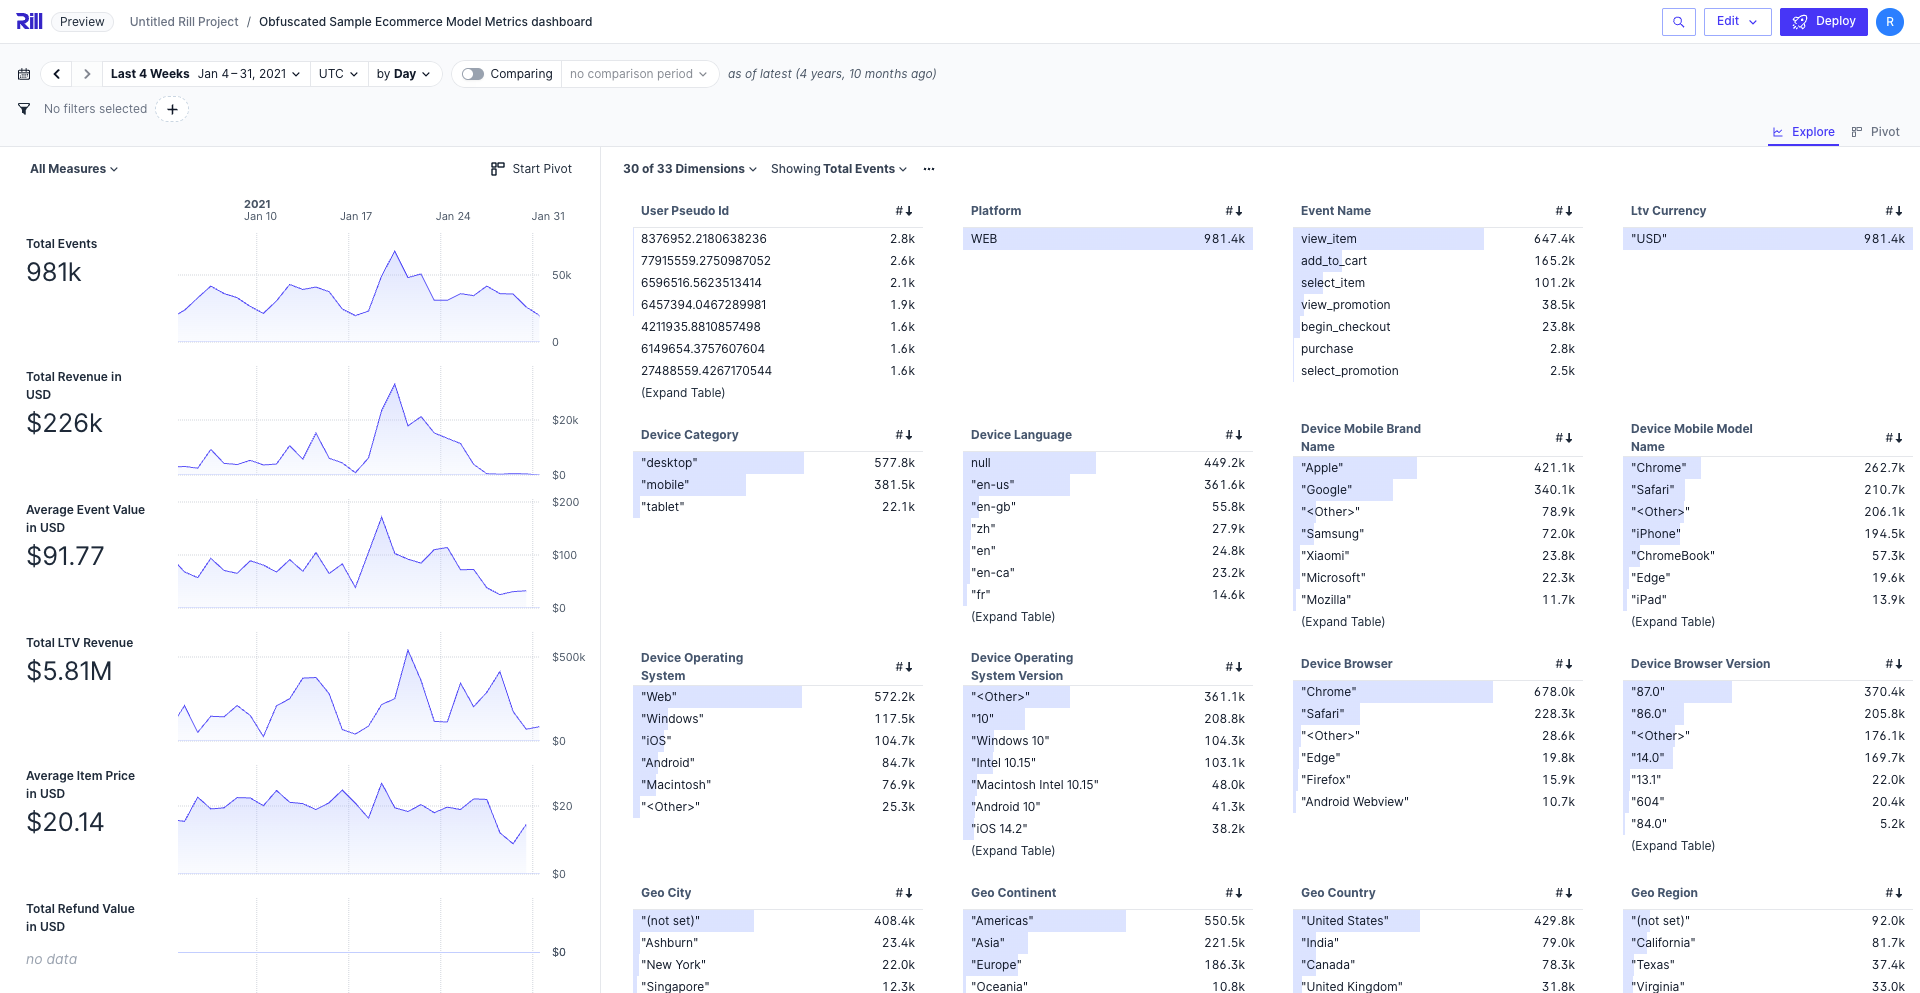 Rill Preview Untitled Rill Project / Obfuscated Sample Ecommerce Model Metrics dashboard Edit Deploy R
Last 4 Weeks Jan 4 – 31, 2021 UTC by Day Comparing no comparison period as of latest (4 years, 10 months ago)
No filters selected +
Explore Pivot
All Measures Start Pivot
2021
Jan 10 Jan 17 Jan 24 Jan 31
Total Events
981k
50k
0
Total Revenue in
USD
$226k
$20k
$0
Average Event Value
in USD
$91.77
$200
$100
$0
Total LTV Revenue
$5.81M
$500k
$0
Average Item Price
in USD
$20.14
$20
$0
Total Refund Value
in USD
no data
$0
30 of 33 Dimensions Showing Total Events ...
User Pseudo Id #
8376952.2180638236 2.8k
77915559.2750987052 2.6k
6596516.5623513414 2.1k
6457394.0467289981 1.9k
4211935.8810857498 1.6k
6149654.3757607604 1.6k
27488559.4267170544 1.6k
(Expand Table)
Platform #
WEB 981.4k
Event Name #
view_item 647.4k
add_to_cart 165.2k
select_item 101.2k
view_promotion 38.5k
begin_checkout 23.8k
purchase 2.8k
select_promotion 2.5k
Ltv Currency #
"USD" 981.4k
Device Category #
"desktop" 577.8k
"mobile" 381.5k
"tablet" 22.1k
Device Language #
null 449.2k
"en-us" 361.6k
"en-gb" 55.8k
"zh" 27.9k
"en" 24.8k
"en-ca" 23.2k
"fr" 14.6k
(Expand Table)
Device Mobile Brand
Name #
"Apple" 421.1k
"Google" 340.1k
"<Other>" 78.9k
"Samsung" 72.0k
"Xiaomi" 23.8k
"Microsoft" 22.3k
"Mozilla" 11.7k
(Expand Table)
Device Mobile Model
Name #
"Chrome" 262.7k
"Safari" 210.7k
"<Other>" 206.1k
"iPhone" 194.5k
"ChromeBook" 57.3k
"Edge" 19.6k
"iPad" 13.9k
(Expand Table)
Device Operating
System #
"Web" 572.2k
"Windows" 117.5k
"iOS" 104.7k
"Android" 84.7k
"Macintosh" 76.9k
"<Other>" 25.3k
Device Operating
System Version #
"<Other>" 361.1k
"10" 208.8k
"Windows 10" 104.3k
"Intel 10.15" 103.1k
"Macintosh Intel 10.15" 48.0k
"Android 10" 41.3k
"iOS 14.2" 38.2k
(Expand Table)
Device Browser #
"Chrome" 678.0k
"Safari" 228.3k
"<Other>" 28.6k
"Edge" 19.8k
"Firefox" 15.9k
"Android Webview" 10.7k
Device Browser Version #
"87.0" 370.4k
"86.0" 205.8k
"<Other>" 176.1k
"14.0" 169.7k
"13.1" 22.0k
"604" 20.4k
"84.0" 5.2k
(Expand Table)
Geo City #
"(not set)" 408.4k
"Ashburn" 23.4k
"New York" 22.0k
"Singapore" 12.3k
Geo Continent #
"Americas" 550.5k
"Asia" 221.5k
"Europe" 186.3k
"Oceania" 10.8k
Geo Country #
"United States" 429.8k
"India" 79.0k
"Canada" 78.3k
"United Kingdom" 31.8k
Geo Region #
"(not set)" 92.0k
"California" 81.7k
"Texas" 37.4k
"Virginia" 33.0k